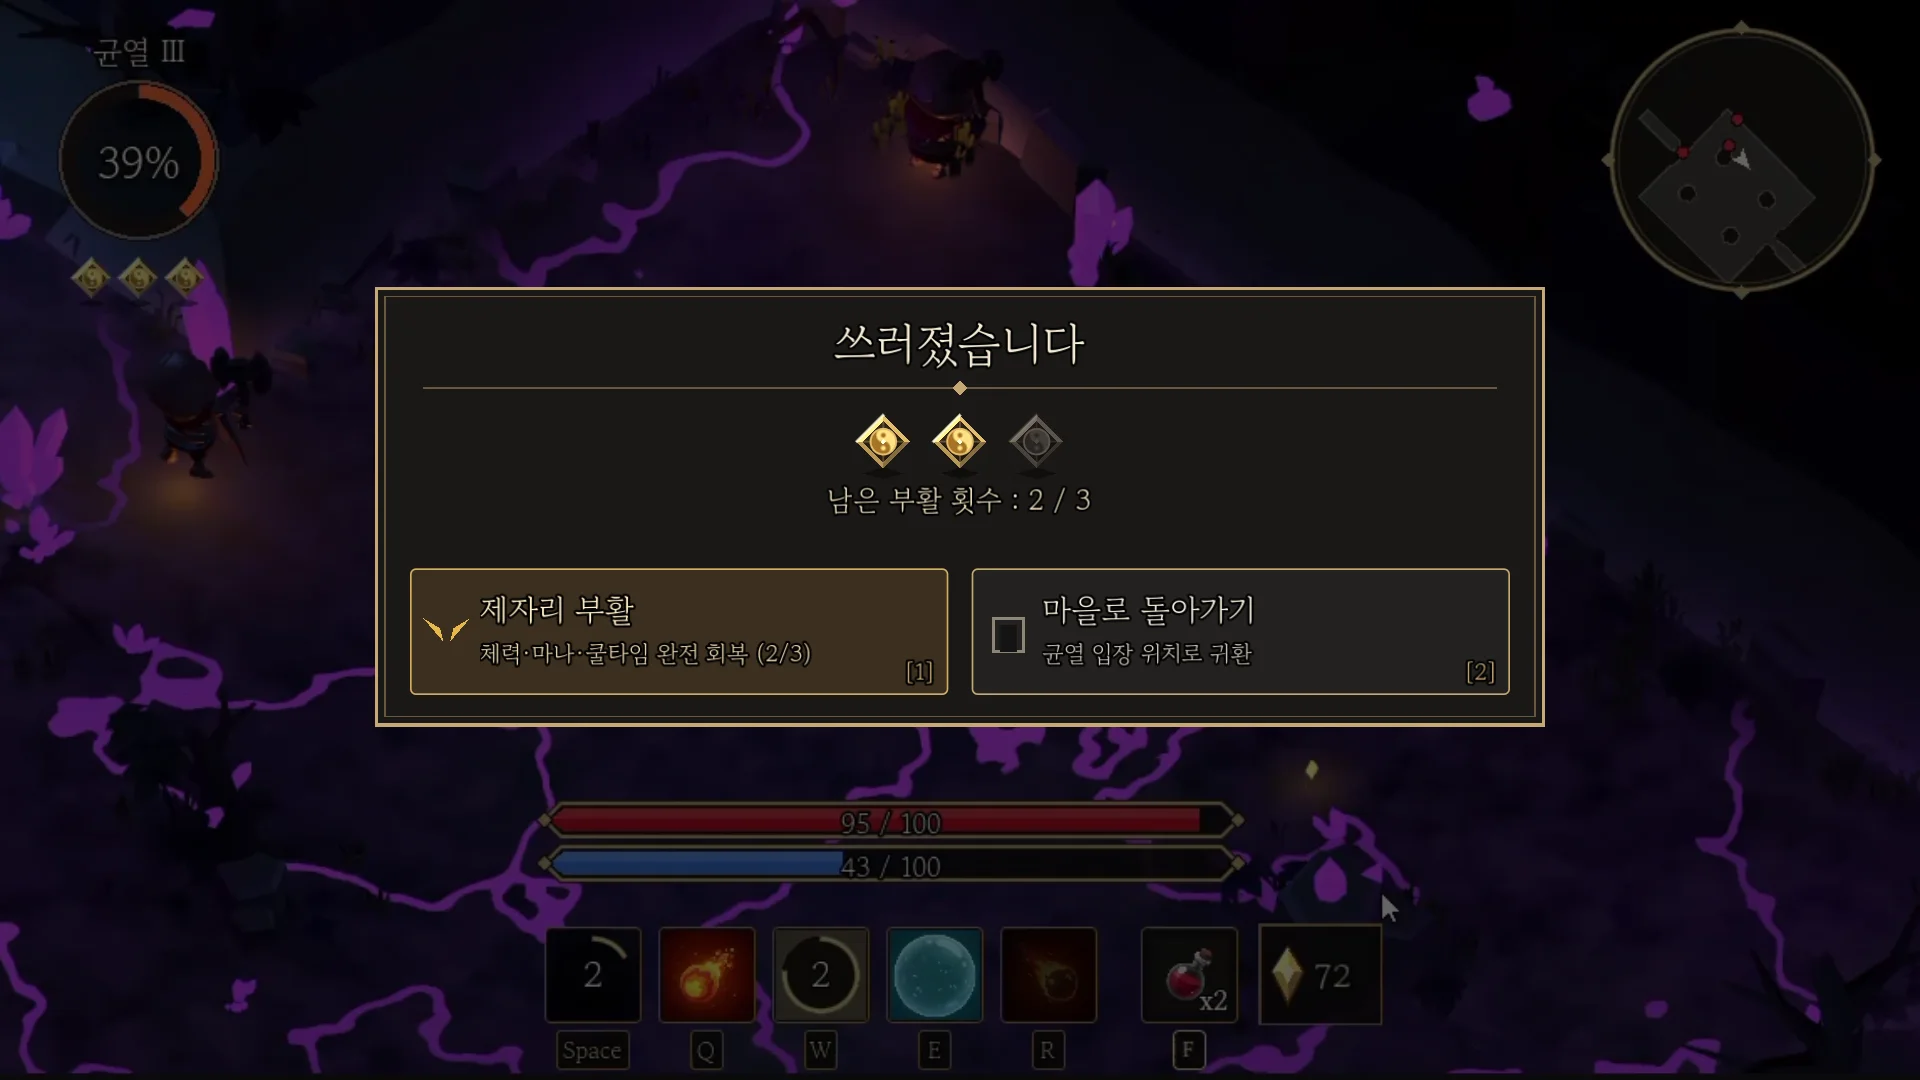 균열 III
39%
쓰러졌습니다
남은 부활 횟수 : 2 / 3
제자리 부활
체력·마나·쿨타임 완전 회복 (2/3)
[1]
마을로 돌아가기
균열 입장 위치로 귀환
[2]
95 / 100
43 / 100
2
2
x2
72
Space
Q
W
E
R
F